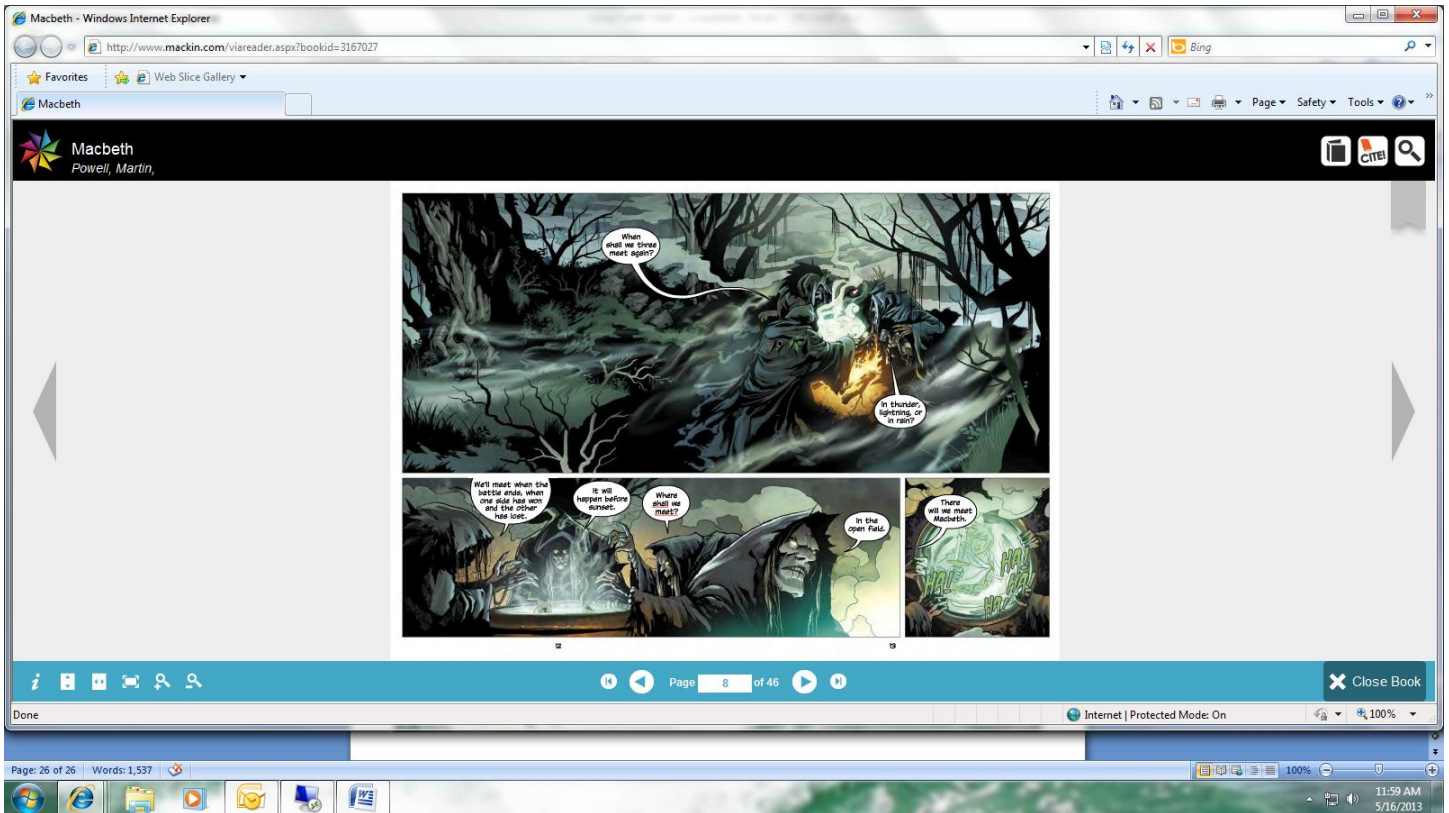 Macbeth - Windows Internet Explorer
http://www.mackin.com/viareader.aspx?bookid=3167027
Bing
Favorites
Web Slice Gallery
Macbeth
Page
Safety
Tools
Macbeth
Powell, Martin,
CITE!
When
shall we three
meet again?
In thunder,
lightning, or
in rain?
We'll meet when the
battle ends, when
one side has won
and the other
has lost.
It will
happen before
sunset.
Where
shall we
meet?
In the
open field.
There
will we meet
Macbeth.
HA!
HA!
HA!
HA!
12
13
Page 8 of 46
Close Book
Done
Internet | Protected Mode: On
100%
Page: 26 of 26
Words: 1,537
100%
11:59 AM
5/16/2013